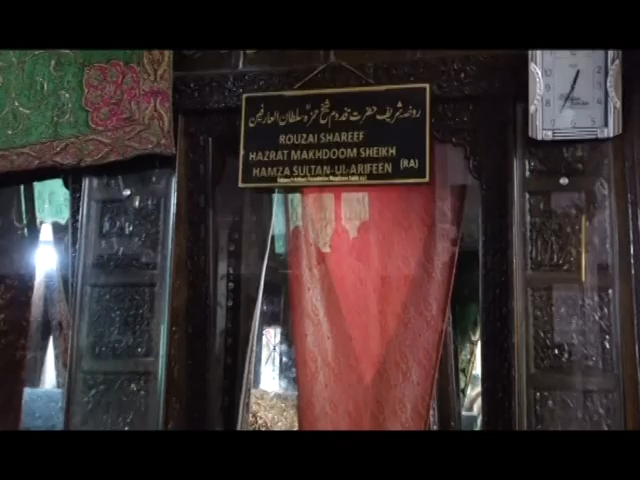 روضہ شریف حضرت مخدوم شیخ حمزہؒ سلطان العارفین
ROUZAI SHAREEF
HAZRAT MAKHDOOM SHEIKH
HAMZA SULTAN-UL-ARIFEEN (RA)